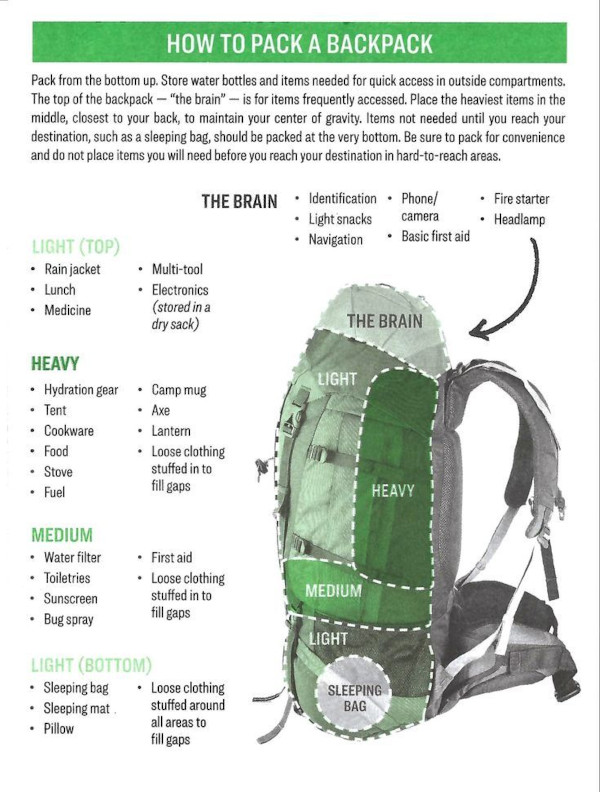 HOW TO PACK A BACKPACK
Pack from the bottom up. Store water bottles and items needed for quick access in outside compartments.
The top of the backpack — “the brain” — is for items frequently accessed. Place the heaviest items in the
middle, closest to your back, to maintain your center of gravity. Items not needed until you reach your
destination, such as a sleeping bag, should be packed at the very bottom. Be sure to pack for convenience
and do not place items you will need before you reach your destination in hard-to-reach areas.
THE BRAIN
• Identification
• Light snacks
• Navigation
• Phone/
camera
• Basic first aid
• Fire starter
• Headlamp
LIGHT (TOP)
• Rain jacket
• Lunch
• Medicine
• Multi-tool
• Electronics
(stored in a
dry sack)
HEAVY
• Hydration gear
• Tent
• Cookware
• Food
• Stove
• Fuel
• Camp mug
• Axe
• Lantern
• Loose clothing
stuffed in to
fill gaps
MEDIUM
• Water filter
• Toiletries
• Sunscreen
• Bug spray
• First aid
• Loose clothing
stuffed in to
fill gaps
LIGHT (BOTTOM)
• Sleeping bag
• Sleeping mat
• Pillow
• Loose clothing
stuffed around
all areas to
fill gaps
THE BRAIN
LIGHT
HEAVY
MEDIUM
LIGHT
SLEEPING
BAG